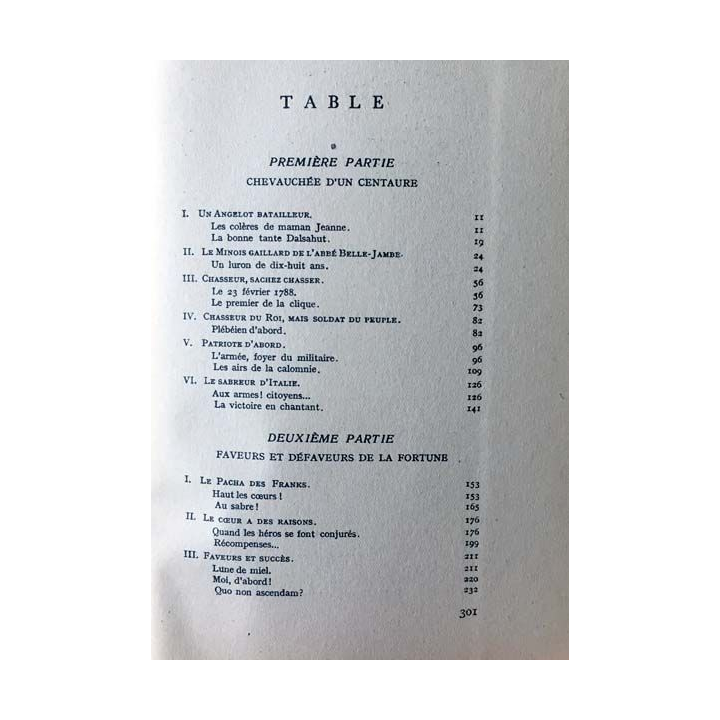 TABLE
PREMIÈRE PARTIE
CHEVAUCHÉE D'UN CENTAURE
I. UN ANGELOT BATAILLEUR. 11
Les colères de maman Jeanne. 11
La bonne tante Dalsahut. 19
II. LE MINOIS GAILLARD DE L'ABBÉ BELLE-JAMBE. 24
Un luron de dix-huit ans. 24
III. CHASSEUR, SACHEZ CHASSER. 56
Le 23 février 1788. 56
Le premier de la clique. 73
IV. CHASSEUR DU ROI, MAIS SOLDAT DU PEUPLE. 82
Plébéien d'abord. 82
V. PATRIOTE D'ABORD. 96
L'armée, foyer du militaire. 96
Les airs de la calomnie. 109
VI. LE SABREUR D'ITALIE. 126
Aux armes! citoyens... 126
La victoire en chantant. 141
DEUXIÈME PARTIE
FAVEURS ET DÉFAVEURS DE LA FORTUNE
I. LE PACHA DES FRANKS. 153
Haut les cœurs! 153
Au sabre! 165
II. LE CŒUR A DES RAISONS. 176
Quand les héros se font conjurés. 176
Récompenses... 199
III. FAVEURS ET SUCCÈS. 211
Lune de miel. 211
Moi, d'abord! 220
Quo non ascendam? 232
301